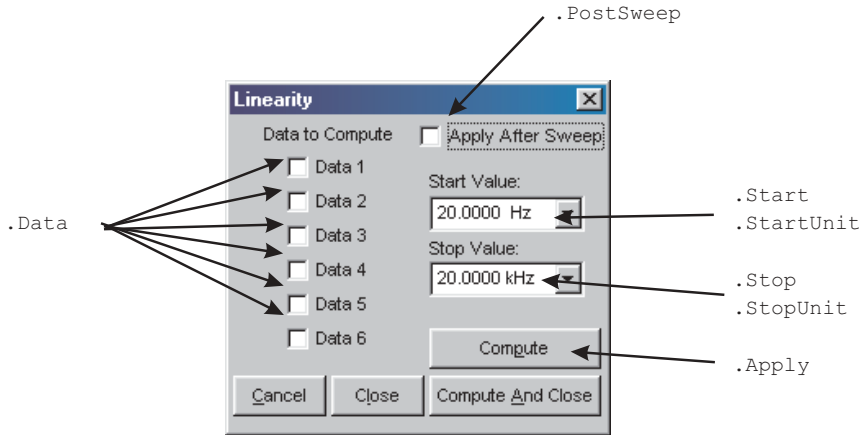 .PostSweep
Linearity
Data to Compute
Apply After Sweep
Data 1
Data 2
Data 3
Data 4
Data 5
Data 6
.Data
Start Value:
20.0000 Hz
.Start
.StartUnit
Stop Value:
20.0000 kHz
.Stop
.StopUnit
Compute
.Apply
Cancel
Close
Compute And Close